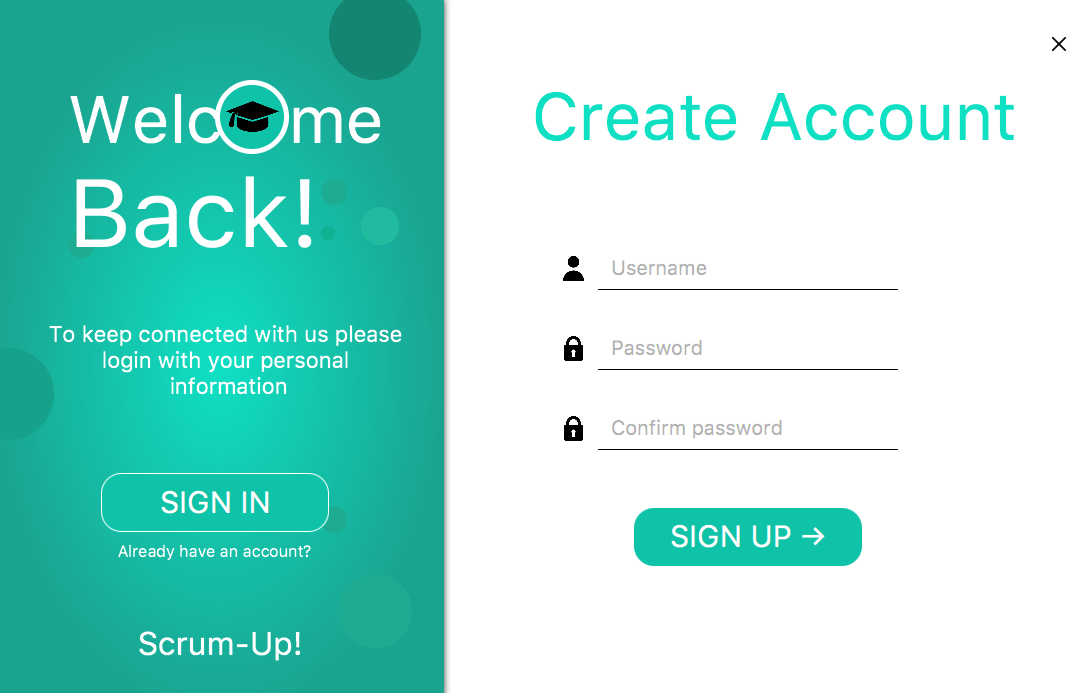 Welcome
Back!
To keep connected with us please
login with your personal
information
SIGN IN
Already have an account?
Scrum-Up!
Create Account
Username
Password
Confirm password
SIGN UP →